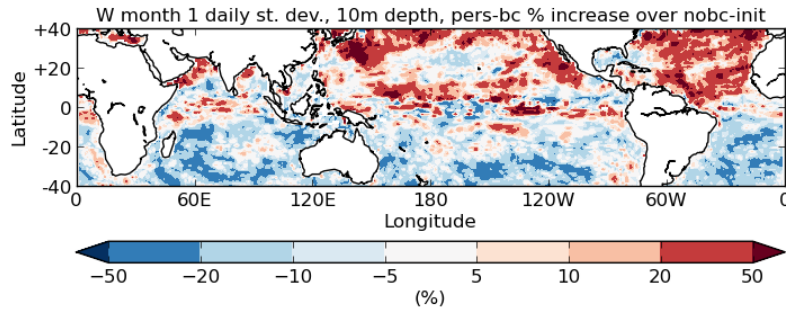 W month 1 daily st. dev., 10m depth, pers-bc % increase over nobc-init
+40
+20
0
−20
-40
Latitude
0 60E 120E 180 120W 60W 0
Longitude
−50 −20 −10 −5 5 10 20 50
(%)